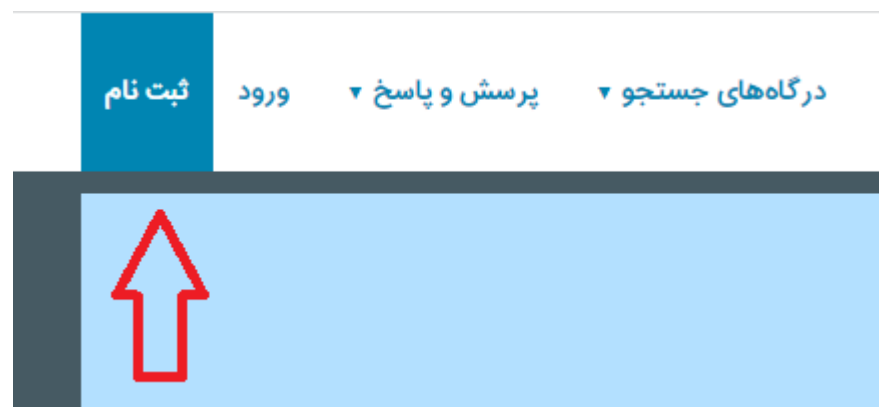 درگاه‌های جستجو ▼ پرسش و پاسخ ▼ ورود ثبت نام